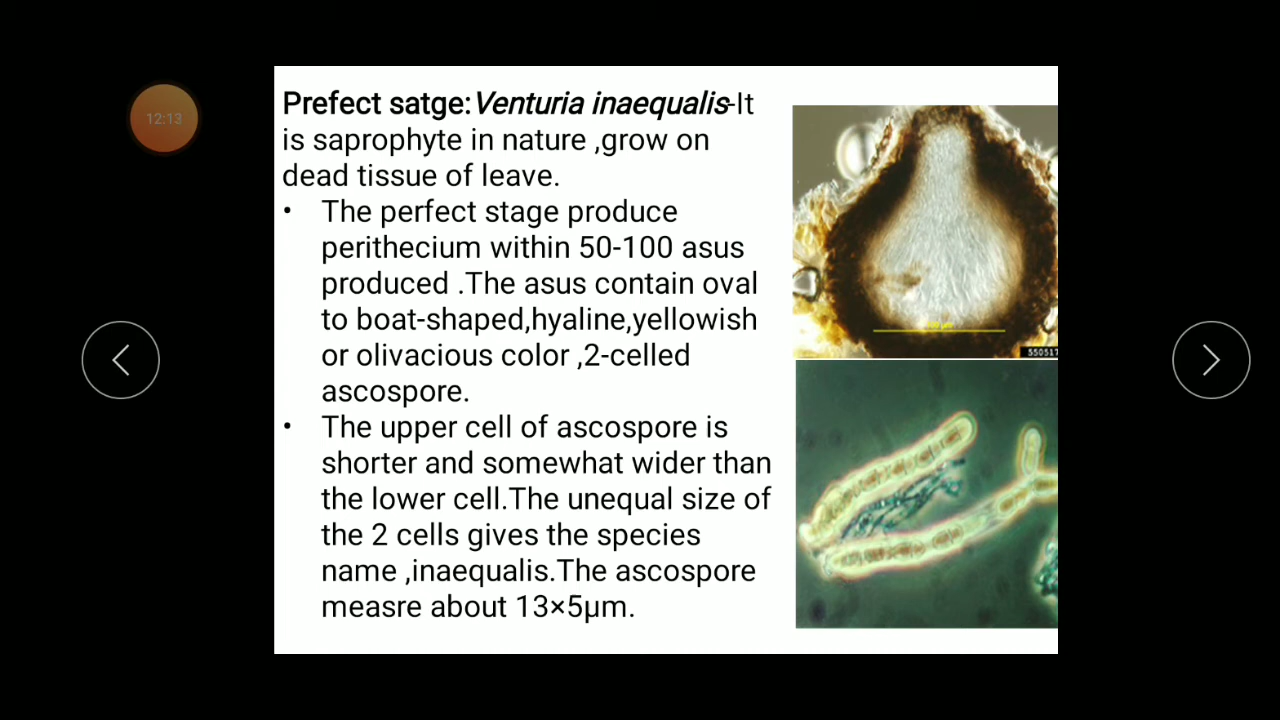 12:13
Prefect satge:Venturia inaequalis-It
is saprophyte in nature ,grow on
dead tissue of leave.
• The perfect stage produce
perithecium within 50-100 asus
produced .The asus contain oval
to boat-shaped,hyaline,yellowish
or olivacious color ,2-celled
ascospore.
• The upper cell of ascospore is
shorter and somewhat wider than
the lower cell.The unequal size of
the 2 cells gives the species
name ,inaequalis.The ascospore
measre about 13×5µm.
550517